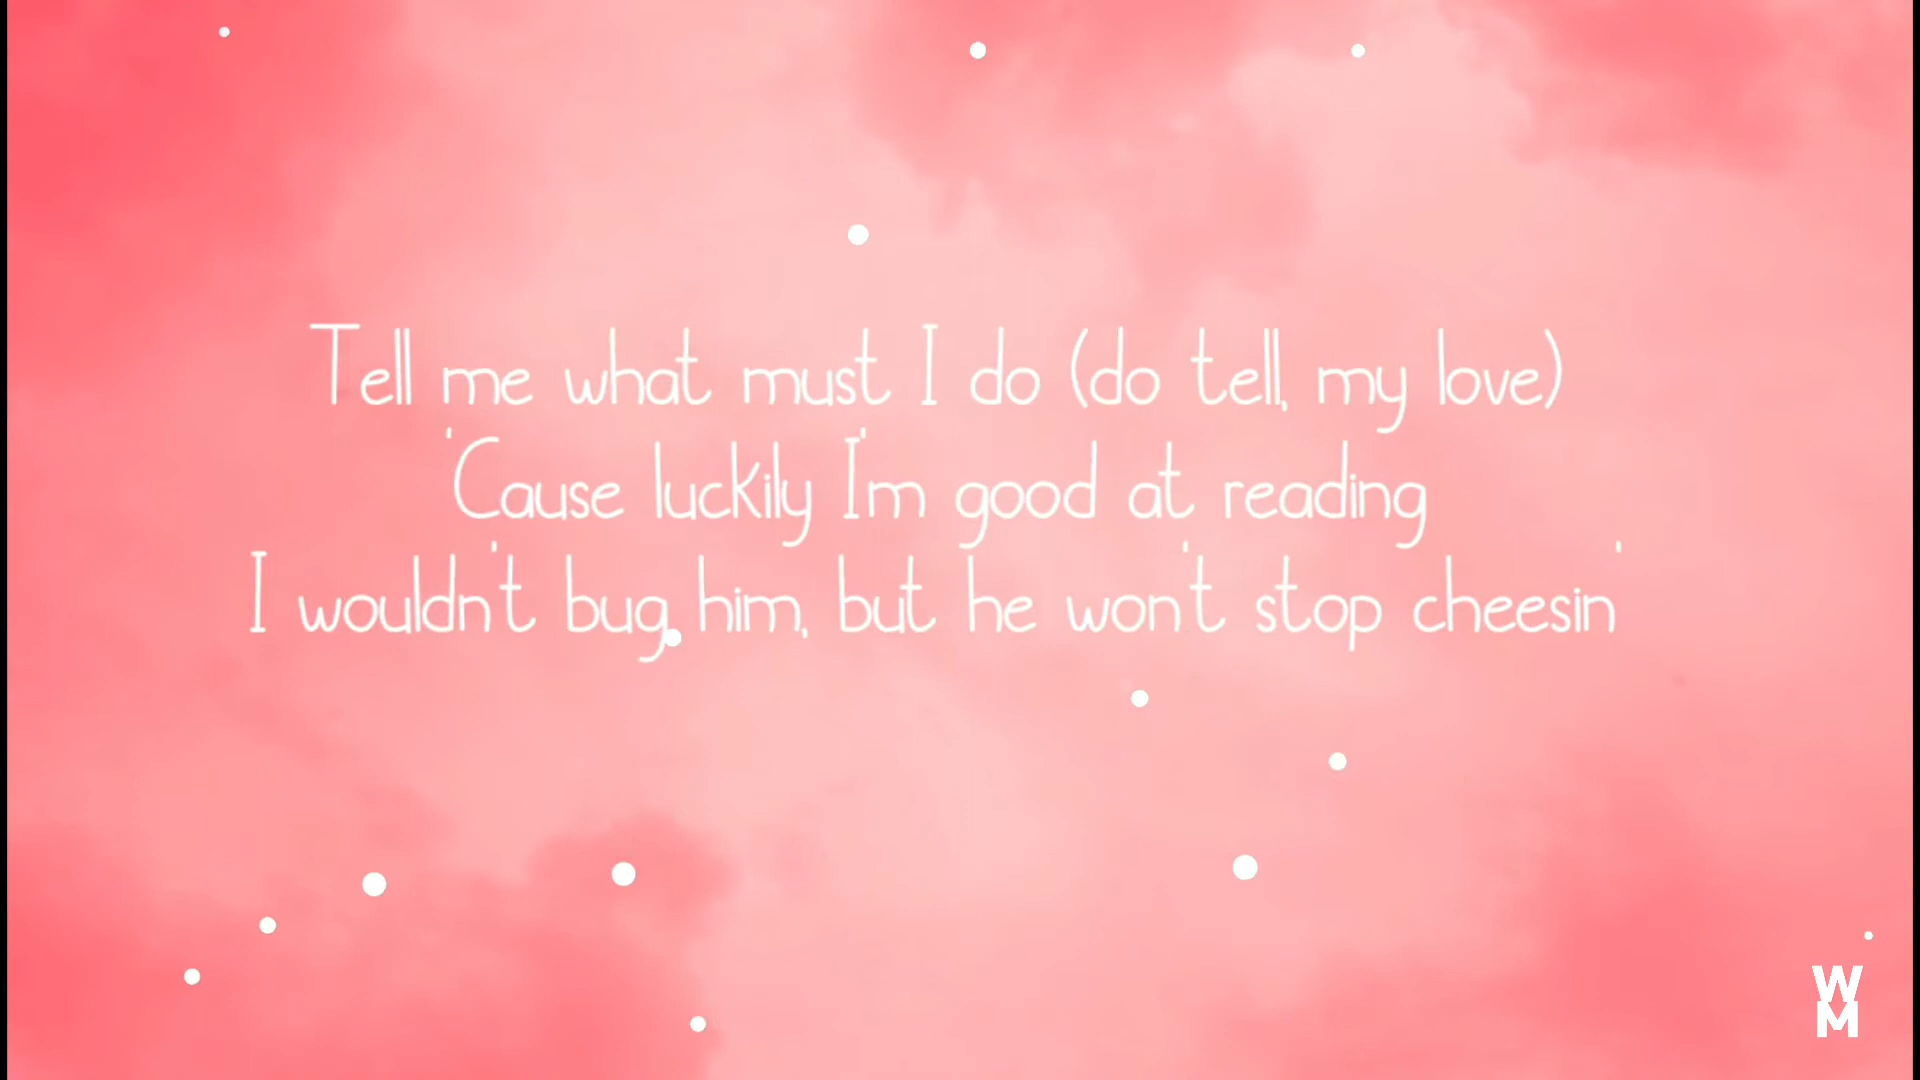 Tell me what must I do (do tell, my love)
'Cause luckily I'm good at reading
I wouldn't bug him, but he won't stop cheesin'
W
M